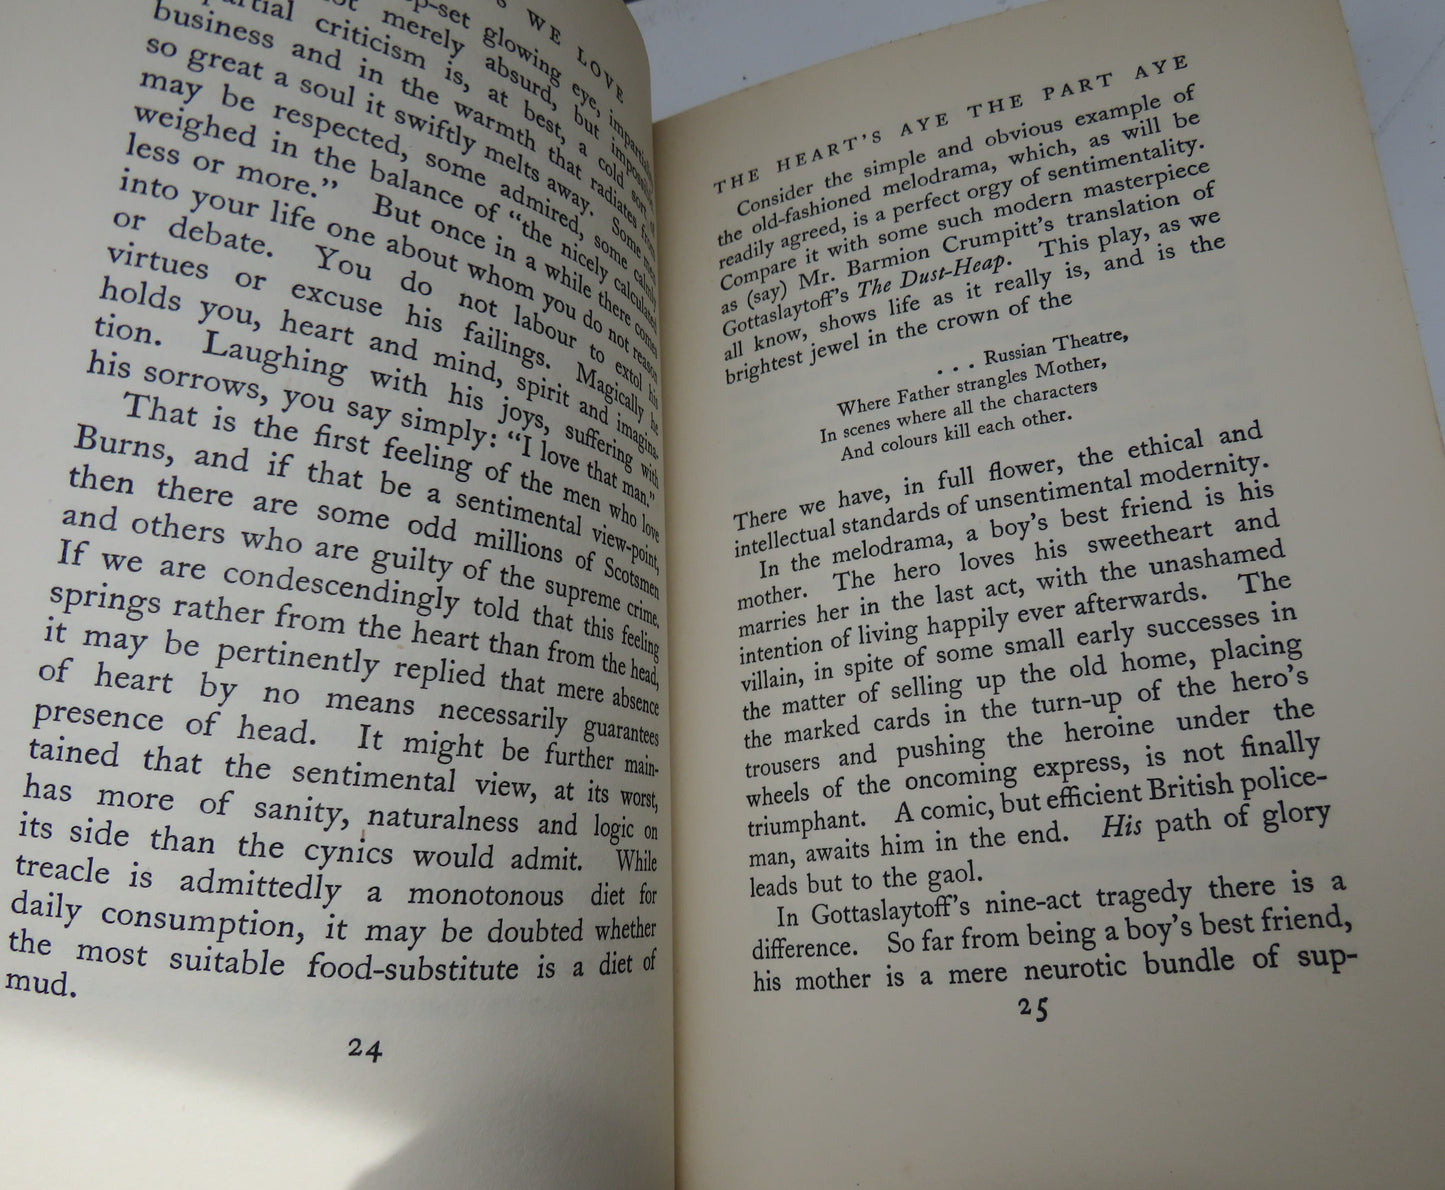 S WE LOVE
-set glowing eye, impartial
merely absurd, but impossible.
criticism is, at best, a cold sort of
business and in the warmth that radiates from
so great a soul it swiftly melts away. Some men
may be respected, some admired, some calmly
weighed in the balance of "the nicely calculated
less or more." But once in a while there comes
into your life one about whom you do not reason
or debate. You do not labour to extol his
virtues or excuse his failings. Magically he
holds you, heart and mind, spirit and imagina-
tion. Laughing with his joys, suffering with
his sorrows, you say simply: "I love that man."
That is the first feeling of the men who love
Burns, and if that be a sentimental view-point,
then there are some odd millions of Scotsmen
and others who are guilty of the supreme crime.
If we are condescendingly told that this feeling
springs rather from the heart than from the head,
it may be pertinently replied that mere absence
of heart by no means necessarily guarantees
presence of head. It might be further main-
tained that the sentimental view, at its worst,
has more of sanity, naturalness and logic on
its side than the cynics would admit. While
treacle is admittedly a monotonous diet for
daily consumption, it may be doubted whether
the most suitable food-substitute is a diet of
mud.
24
THE HEART'S AYE THE PART AYE
Consider the simple and obvious example of
the old-fashioned melodrama, which, as will be
readily agreed, is a perfect orgy of sentimentality.
Compare it with some such modern masterpiece
as (say) Mr. Barmion Crumpitt's translation of
Gottaslaytoff's The Dust-Heap. This play, as we
all know, shows life as it really is, and is the
brightest jewel in the crown of the
. . . Russian Theatre,
Where Father strangles Mother,
In scenes where all the characters
And colours kill each other.
There we have, in full flower, the ethical and
intellectual standards of unsentimental modernity.
In the melodrama, a boy's best friend is his
mother. The hero loves his sweetheart and
marries her in the last act, with the unashamed
intention of living happily ever afterwards. The
villain, in spite of some small early successes in
the matter of selling up the old home, placing
the marked cards in the turn-up of the hero's
trousers and pushing the heroine under the
wheels of the oncoming express, is not finally
triumphant. A comic, but efficient British police-
man, awaits him in the end. His path of glory
leads but to the gaol.
In Gottaslaytoff's nine-act tragedy there is a
difference. So far from being a boy's best friend,
his mother is a mere neurotic bundle of sup-
25